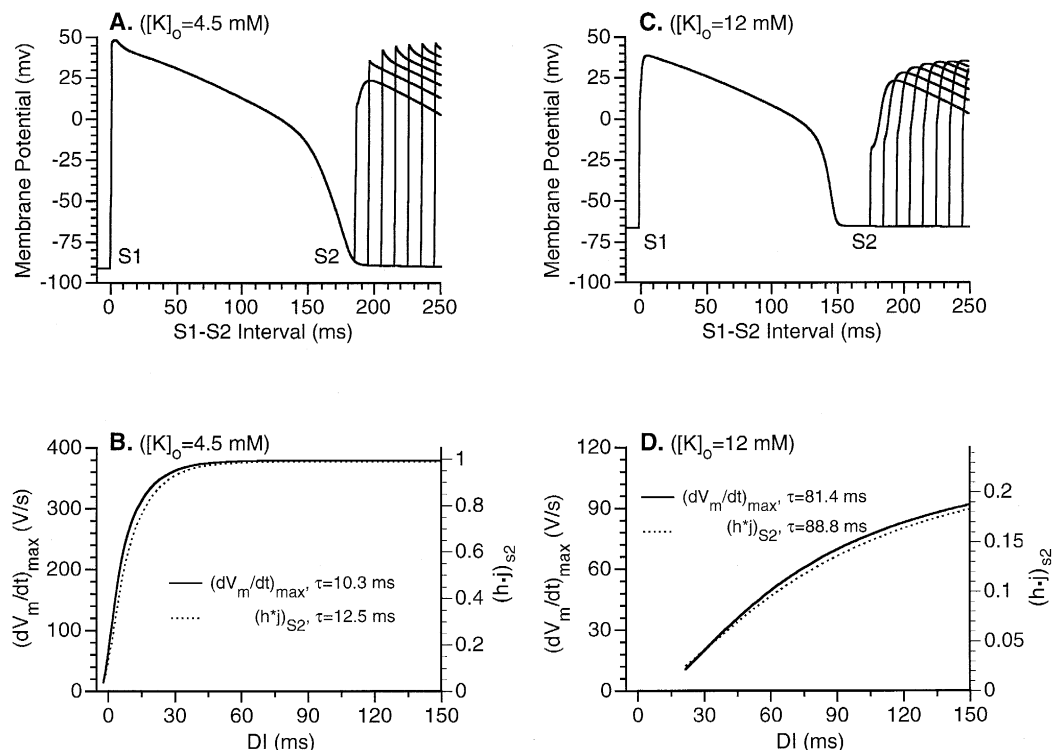 A. ([K]o=4.5 mM)
Membrane Potential (mv)
50
25
0
-25
-50
-75
-100
S1
S2
0 50 100 150 200 250
S1-S2 Interval (ms)
C. ([K]o=12 mM)
Membrane Potential (mv)
50
25
0
-25
-50
-75
-100
S1
S2
0 50 100 150 200 250
S1-S2 Interval (ms)
B. ([K]o=4.5 mM)
(dVm/dt)max (V/s)
400
300
200
100
0
(dVm/dt)max, τ=10.3 ms
(h*j)S2, τ=12.5 ms
1
0.8
0.6
0.4
0.2
0
(h·j)s2
0 30 60 90 120 150
DI (ms)
D. ([K]o=12 mM)
(dVm/dt)max (V/s)
120
90
60
30
0
(dVm/dt)max, τ=81.4 ms
(h*j)S2, τ=88.8 ms
0.2
0.15
0.1
0.05
0
(h·j)s2
0 30 60 90 120 150
DI (ms)